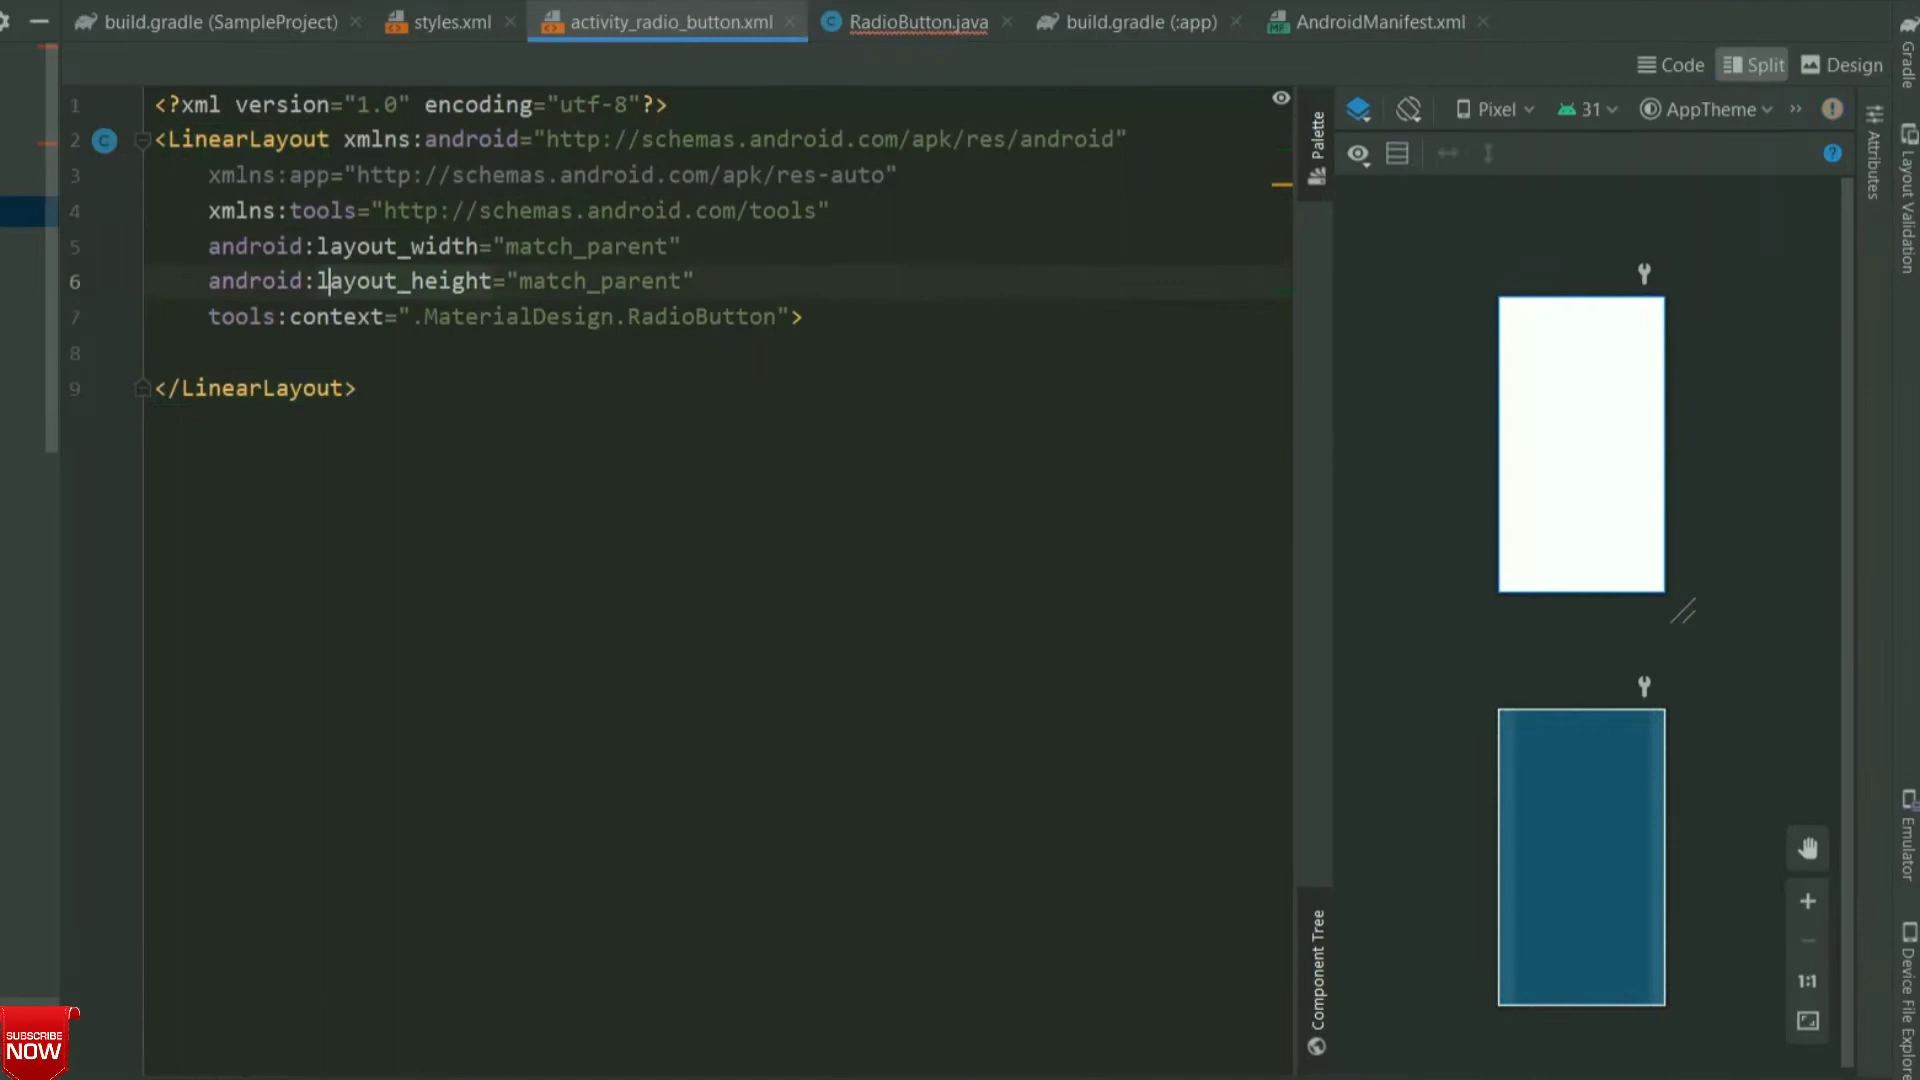 build.gradle (SampleProject)
styles.xml
activity_radio_button.xml
RadioButton.java
build.gradle (:app)
AndroidManifest.xml
Code
Split
Design
Pixel
31
AppTheme
1 <?xml version="1.0" encoding="utf-8"?>
2 <LinearLayout xmlns:android="http://schemas.android.com/apk/res/android"
3 xmlns:app="http://schemas.android.com/apk/res-auto"
4 xmlns:tools="http://schemas.android.com/tools"
5 android:layout_width="match_parent"
6 android:layout_height="match_parent"
7 tools:context=".MaterialDesign.RadioButton">
8
9 </LinearLayout>
Palette
Component Tree
1:1
Attributes
Gradle
Layout Validation
Emulator
Device File Explorer
SUBSCRIBE
NOW